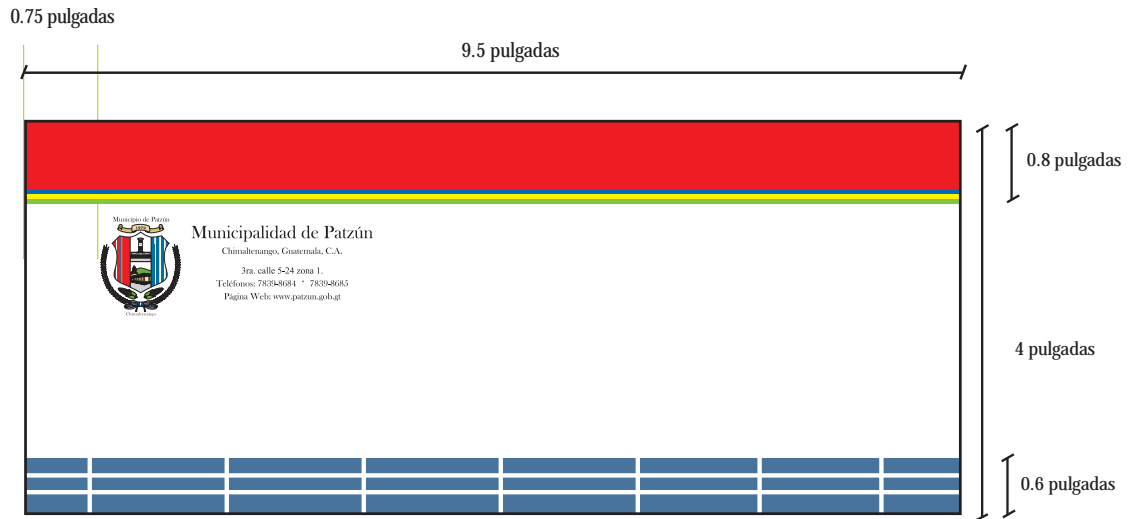 0.75 pulgadas
9.5 pulgadas
0.8 pulgadas
Municipio de Patzún
Municipalidad de Patzún
Chimaltenango, Guatemala, C.A.
3ra. calle 5-24 zona 1.
Teléfonos: 7839-8684 * 7839-8685
Página Web: www.patzun.gob.gt
Chimaltenango
4 pulgadas
0.6 pulgadas